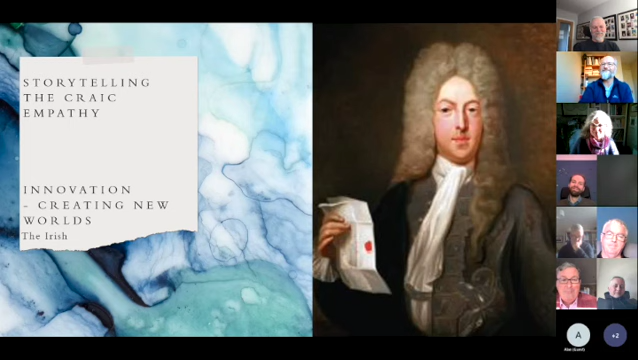 STORYTELLING
THE CRAIC
EMPATHY
INNOVATION
– CREATING NEW
WORLDS
The Irish
A
+2